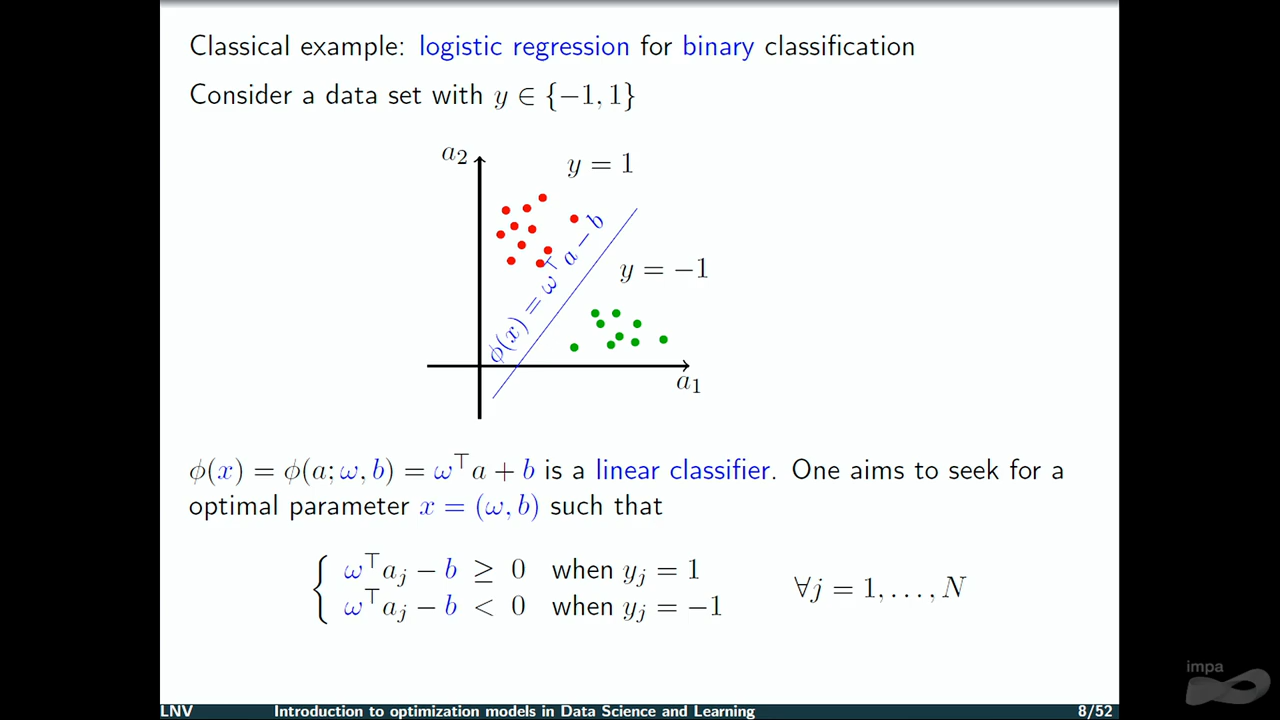 Classical example: logistic regression for binary classification
Consider a data set with y ∈ {−1, 1}
a₂
y = 1
ϕ(x) = ω⊤a − b
y = −1
a₁
ϕ(x) = ϕ(a; ω, b) = ω⊤a + b is a linear classifier. One aims to seek for a
optimal parameter x = (ω, b) such that
ω⊤aⱼ − b ≥ 0 when yⱼ = 1
∀j = 1, . . . , N
ω⊤aⱼ − b < 0 when yⱼ = −1
impa
LNV Introduction to optimization models in Data Science and Learning 8/52